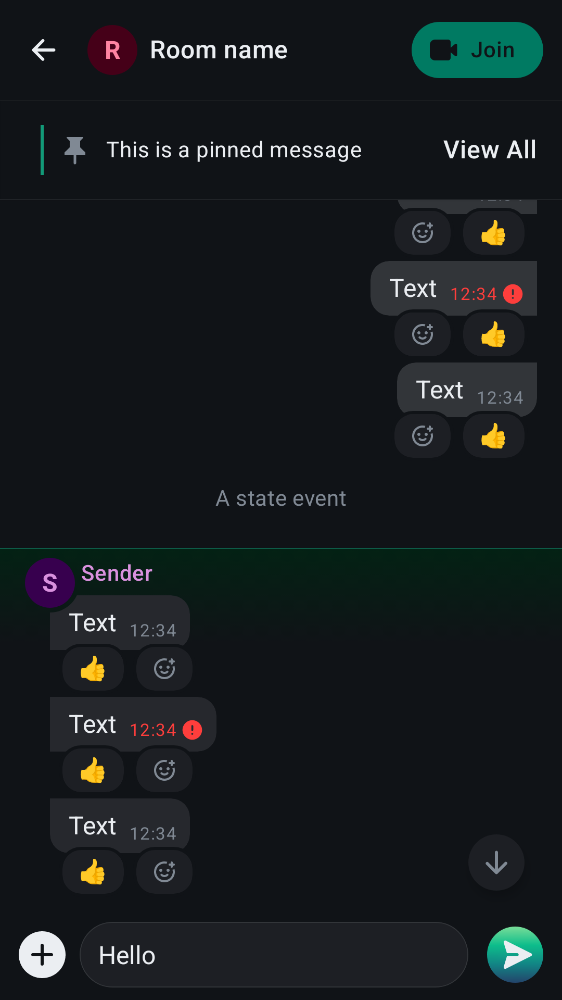 R Room name Join
This is a pinned message View All
Text 12:34
Text 12:34
A state event
S Sender
Text 12:34
Text 12:34
Text 12:34
Hello